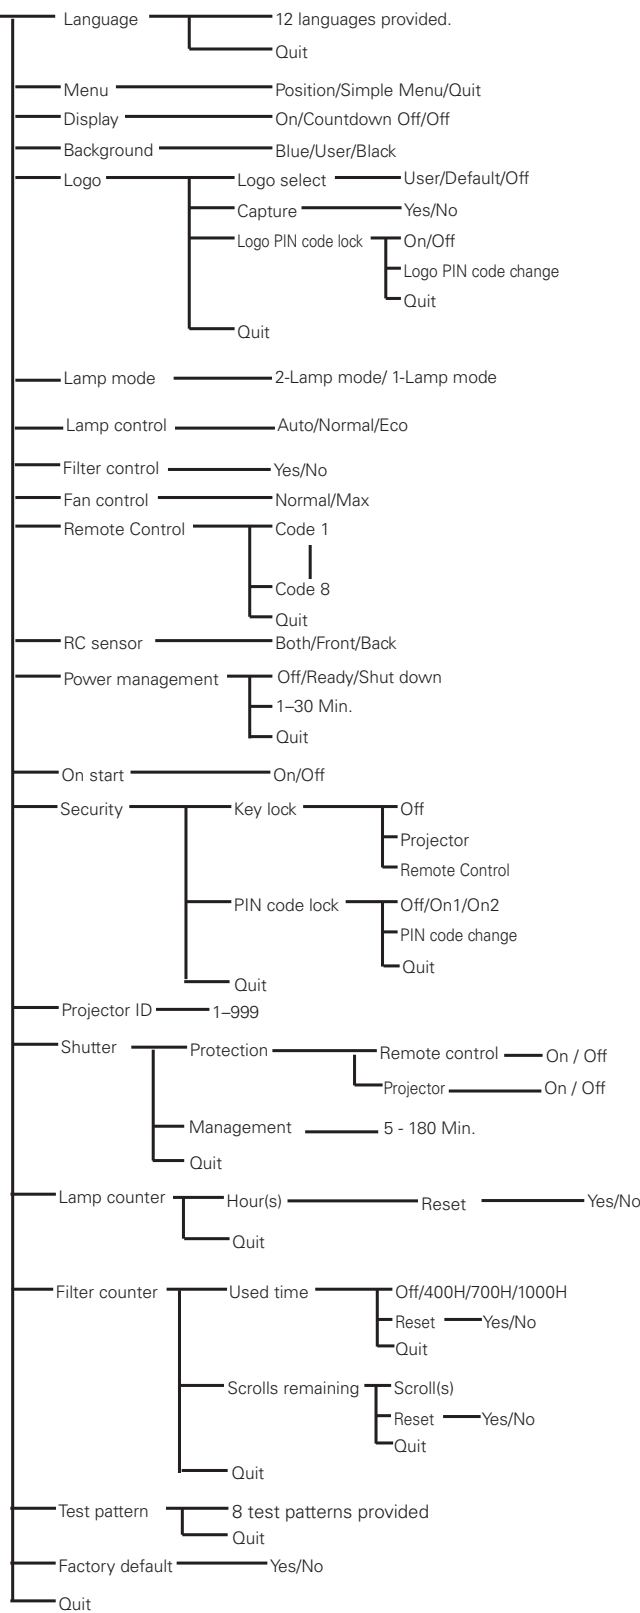 Language 12 languages provided.
Quit
Menu Position/Simple Menu/Quit
Display On/Countdown Off/Off
Background Blue/User/Black
Logo Logo select User/Default/Off
Capture Yes/No
Logo PIN code lock On/Off
Logo PIN code change
Quit
Quit
Lamp mode 2-Lamp mode/ 1-Lamp mode
Lamp control Auto/Normal/Eco
Filter control Yes/No
Fan control Normal/Max
Remote Control Code 1
Code 8
Quit
RC sensor Both/Front/Back
Power management Off/Ready/Shut down
1–30 Min.
Quit
On start On/Off
Security Key lock Off
Projector
Remote Control
PIN code lock Off/On1/On2
PIN code change
Quit
Quit
Projector ID 1–999
Shutter Protection Remote control On / Off
Projector On / Off
Management 5 - 180 Min.
Quit
Lamp counter Hour(s) Reset Yes/No
Quit
Filter counter Used time Off/400H/700H/1000H
Reset Yes/No
Quit
Scrolls remaining Scroll(s)
Reset Yes/No
Quit
Quit
Test pattern 8 test patterns provided
Quit
Factory default Yes/No
Quit